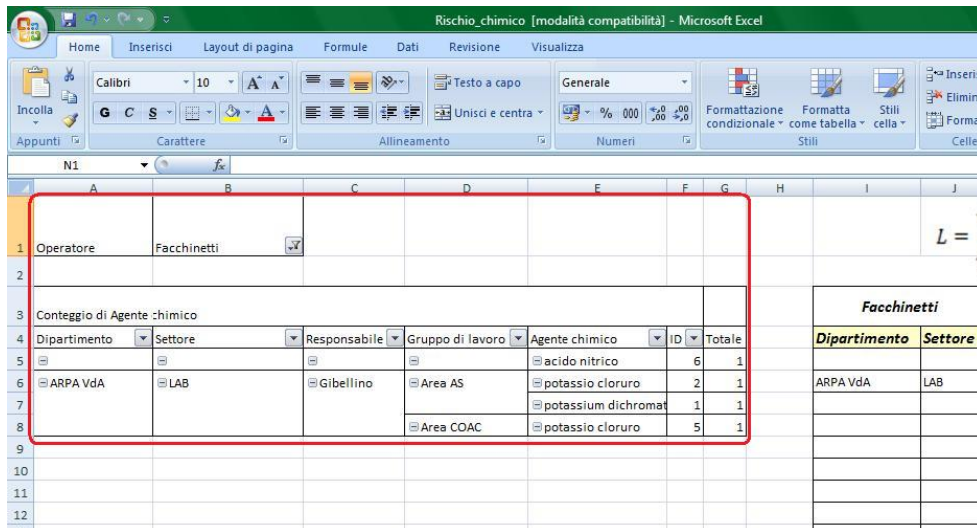 Rischio_chimico [modalità compatibilità] - Microsoft Excel
Home Inserisci Layout di pagina Formule Dati Revisione Visualizza
Incolla
Calibri 10 A A
Testo a capo
Generale
G C S A
Unisci e centra
% 000 ,00 ,0
Formattazione condizionale
Formatta come tabella
Stili cella
Inseri
Elimin
Forma
Appunti Carattere Allineamento Numeri Stili Celle
N1 fx
A B C D E F G H I J
1 Operatore Facchinetti L =
2
3 Conteggio di Agente chimico Facchinetti
4 Dipartimento Settore Responsabile Gruppo di lavoro Agente chimico ID Totale Dipartimento Settore
5 acido nitrico 6 1
6 ARPA VdA LAB Gibellino Area AS potassio cloruro 2 1 ARPA VdA LAB
7 potassium dichromat 1 1
8 Area COAC potassio cloruro 5 1
9
10
11
12